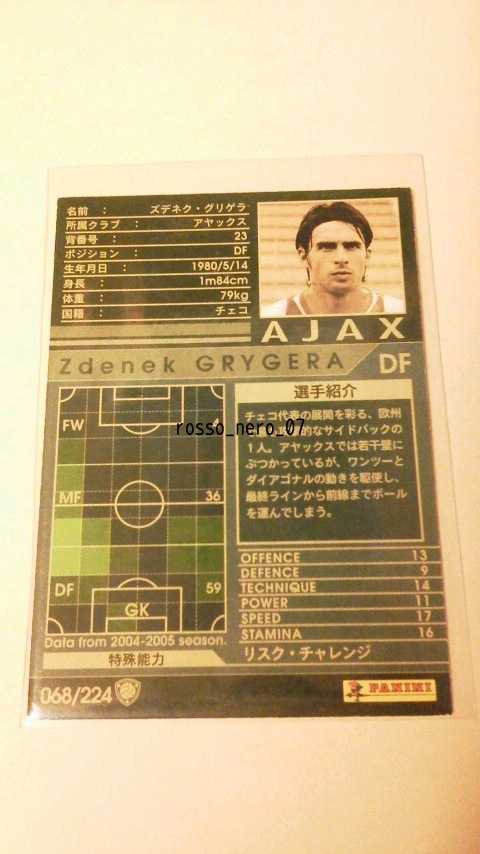 名前 : ズデネク・グリゲラ
所属クラブ : アヤックス
背番号 : 23
ポジション : DF
生年月日 : 1980/5/14
身長 : 1m84cm
体重 : 79kg
国籍 : チェコ
AJAX
Zdenek GRYGERA DF
選手紹介
チェコ代表の展開を彩る、欧州
的なサイドバックの
1人。アヤックスでは若干壁に
ぶつかっているが、ワンツーと
ダイアゴナルの動きを駆使し、
最終ラインから前線までボール
を運んでしまう。
rosso_nero_07
FW 4
MF 36
DF 59
GK
Data from 2004-2005 season.
OFFENCE 13
DEFENCE 9
TECHNIQUE 14
POWER 11
SPEED 17
STAMINA 16
特殊能力 リスク・チャレンジ
068/224
PANINI